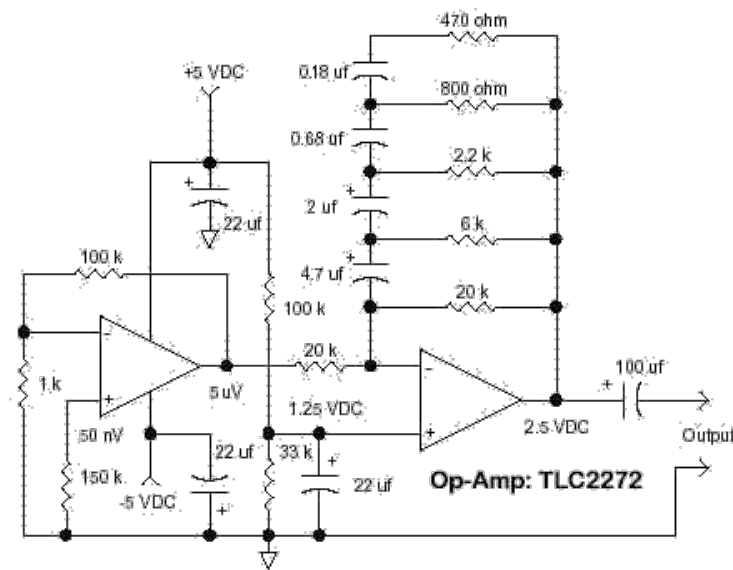 470 ohm
0.18 uf
+5 VDC
800 ohm
0.68 uf
2.2 k
+
22 uf
+
2 uf
6 k
100 k
+
4.7 uf
100 k
20 k
-
20 k
-
100 uf
+
1 k
+
5 uV
1.25 VDC
+
2.5 VDC
Output
50 nV
22 uf
33 k
+
150 k
-5 VDC
22 uf
Op-Amp: TLC2272
+